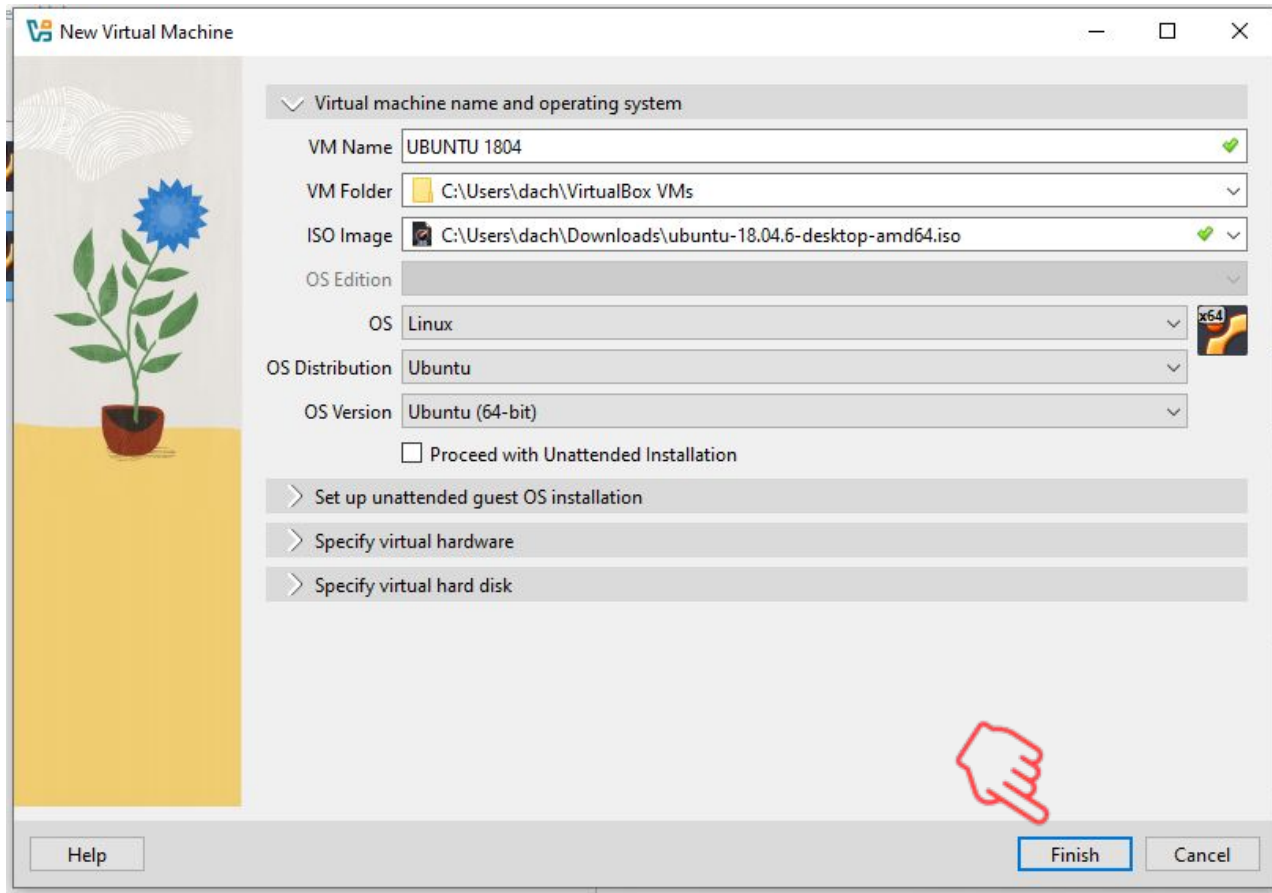 New Virtual Machine
Virtual machine name and operating system
VM Name UBUNTU 1804
VM Folder C:\Users\dach\VirtualBox VMs
ISO Image C:\Users\dach\Downloads\ubuntu-18.04.6-desktop-amd64.iso
OS Edition
OS Linux
x64
OS Distribution Ubuntu
OS Version Ubuntu (64-bit)
Proceed with Unattended Installation
Set up unattended guest OS installation
Specify virtual hardware
Specify virtual hard disk
Help Finish Cancel